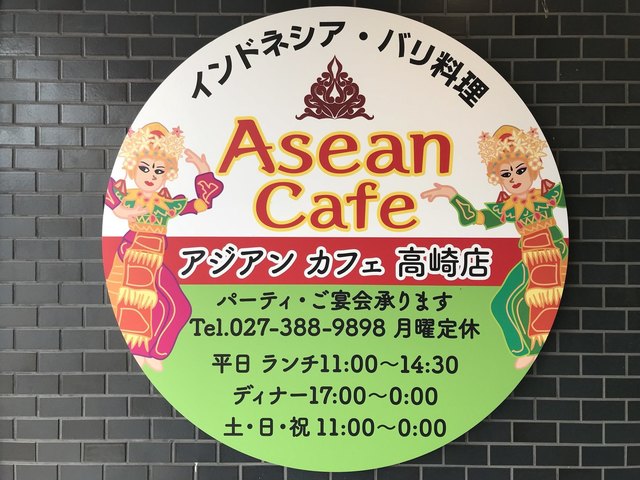 インドネシア・バリ料理
Asean
Cafe
アジアン カフェ 高崎店
パーティ・ご宴会承ります
Tel.027-388-9898 月曜定休
平日 ランチ11:00〜14:30
ディナー17:00〜0:00
土・日・祝 11:00〜0:00